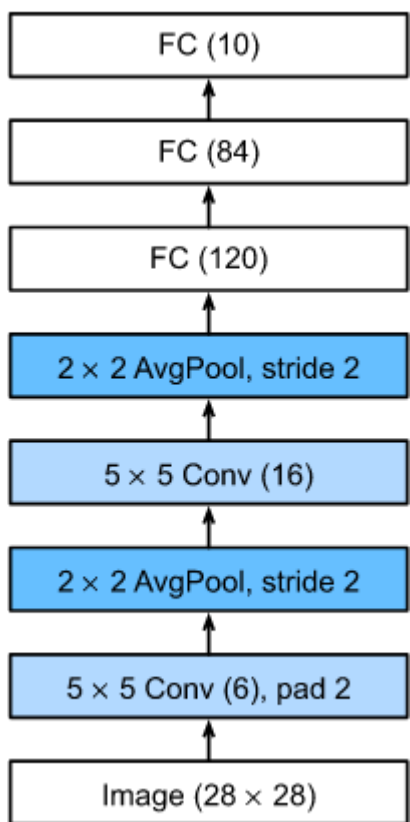 FC (10)
FC (84)
FC (120)
2 × 2 AvgPool, stride 2
5 × 5 Conv (16)
2 × 2 AvgPool, stride 2
5 × 5 Conv (6), pad 2
Image (28 × 28)